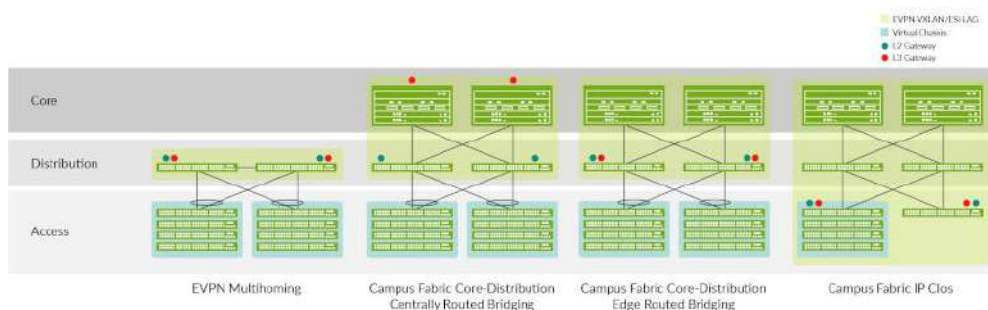 EVPN VXLAN/ESI LAG
Virtual Chassis
L2 Gateway
L3 Gateway
Core
Distribution
Access
EVPN Multihoming
Campus Fabric Core-Distribution
Centrally Routed Bridging
Campus Fabric Core-Distribution
Edge Routed Bridging
Campus Fabric IP Clos